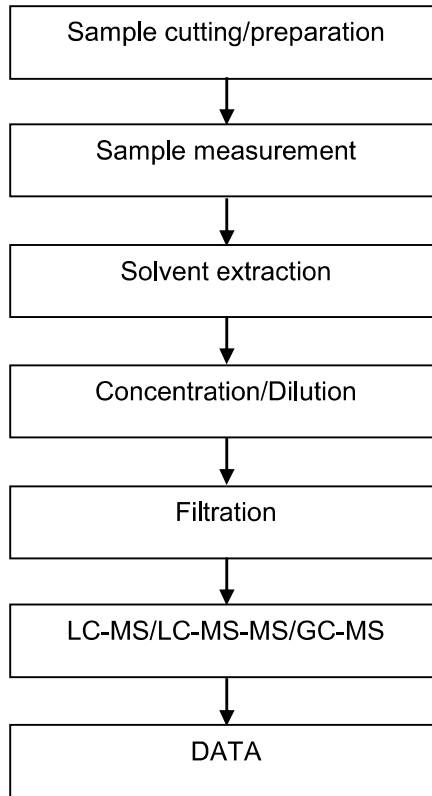 Sample cutting/preparation
Sample measurement
Solvent extraction
Concentration/Dilution
Filtration
LC-MS/LC-MS-MS/GC-MS
DATA